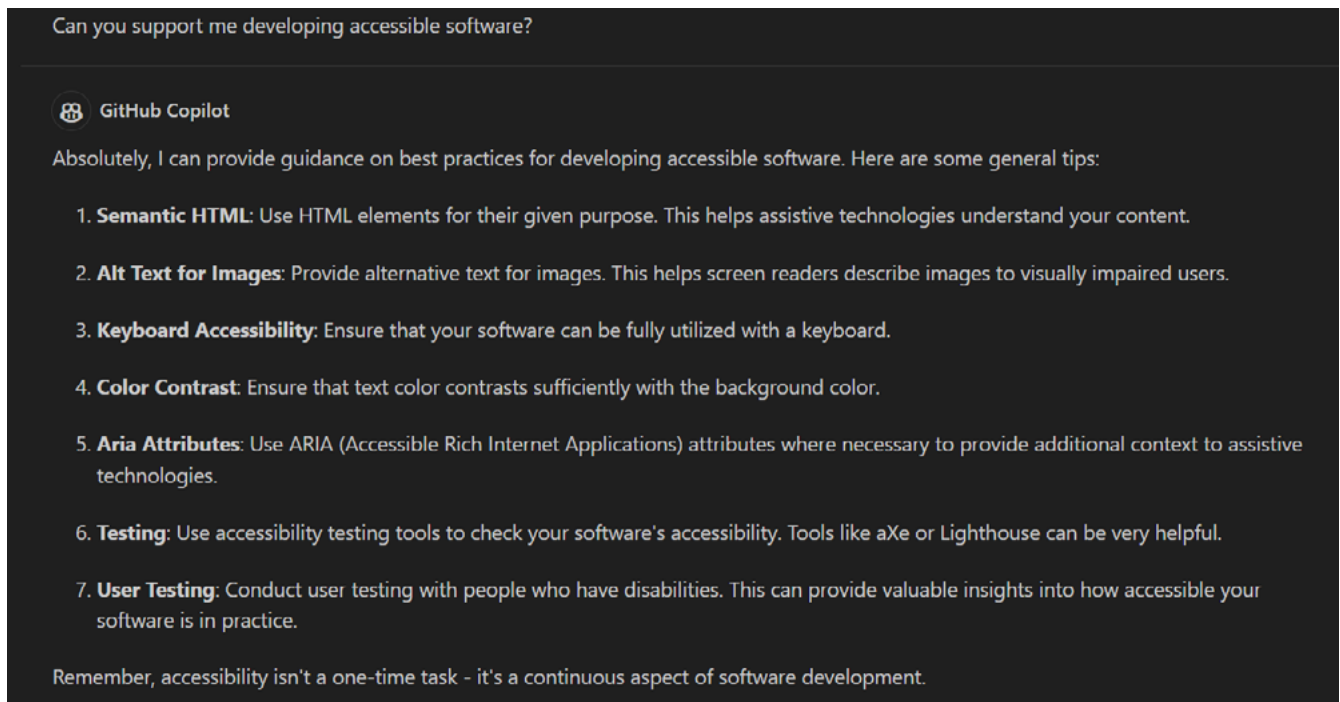 Can you support me developing accessible software?
GitHub Copilot
Absolutely, I can provide guidance on best practices for developing accessible software. Here are some general tips:
1. Semantic HTML: Use HTML elements for their given purpose. This helps assistive technologies understand your content.
2. Alt Text for Images: Provide alternative text for images. This helps screen readers describe images to visually impaired users.
3. Keyboard Accessibility: Ensure that your software can be fully utilized with a keyboard.
4. Color Contrast: Ensure that text color contrasts sufficiently with the background color.
5. Aria Attributes: Use ARIA (Accessible Rich Internet Applications) attributes where necessary to provide additional context to assistive
technologies.
6. Testing: Use accessibility testing tools to check your software's accessibility. Tools like aXe or Lighthouse can be very helpful.
7. User Testing: Conduct user testing with people who have disabilities. This can provide valuable insights into how accessible your
software is in practice.
Remember, accessibility isn't a one-time task - it's a continuous aspect of software development.